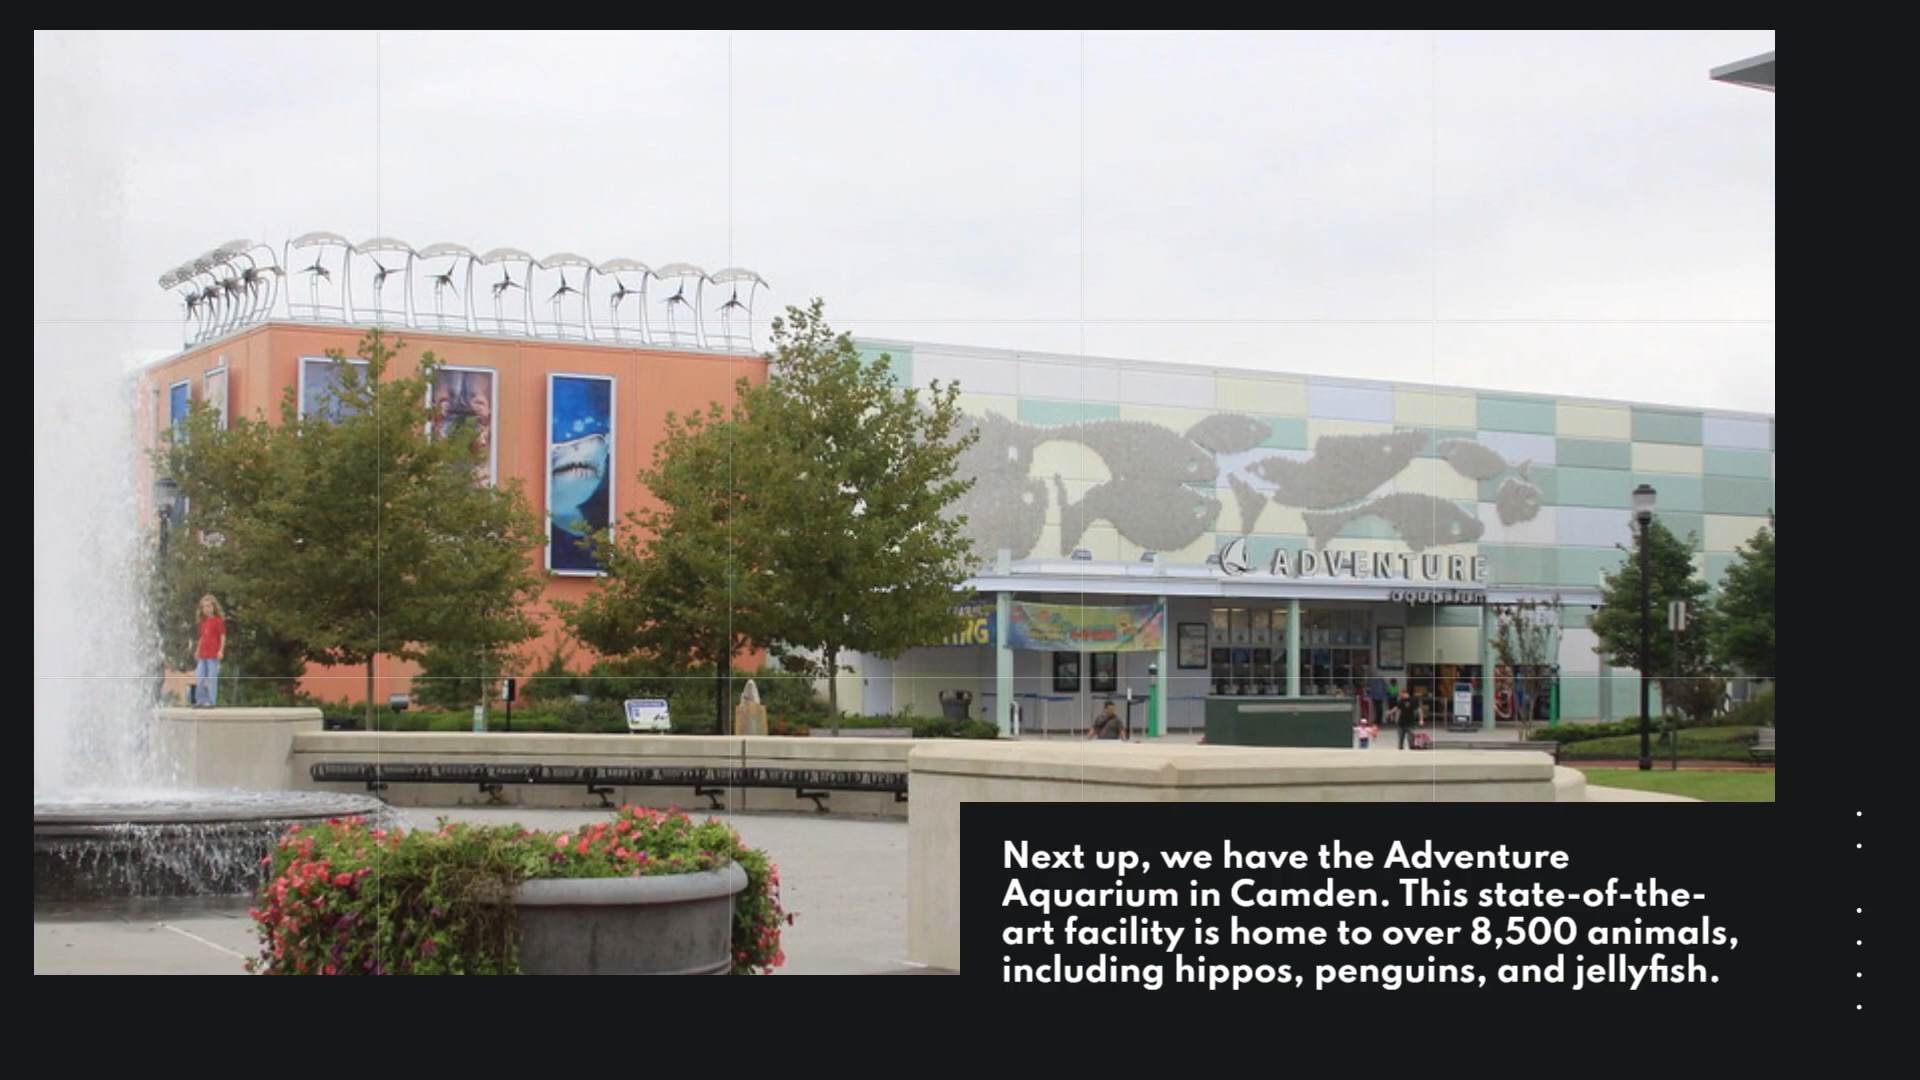 ADVENTURE
aquarium
Next up, we have the Adventure
Aquarium in Camden. This state-of-the-
art facility is home to over 8,500 animals,
including hippos, penguins, and jellyfish.